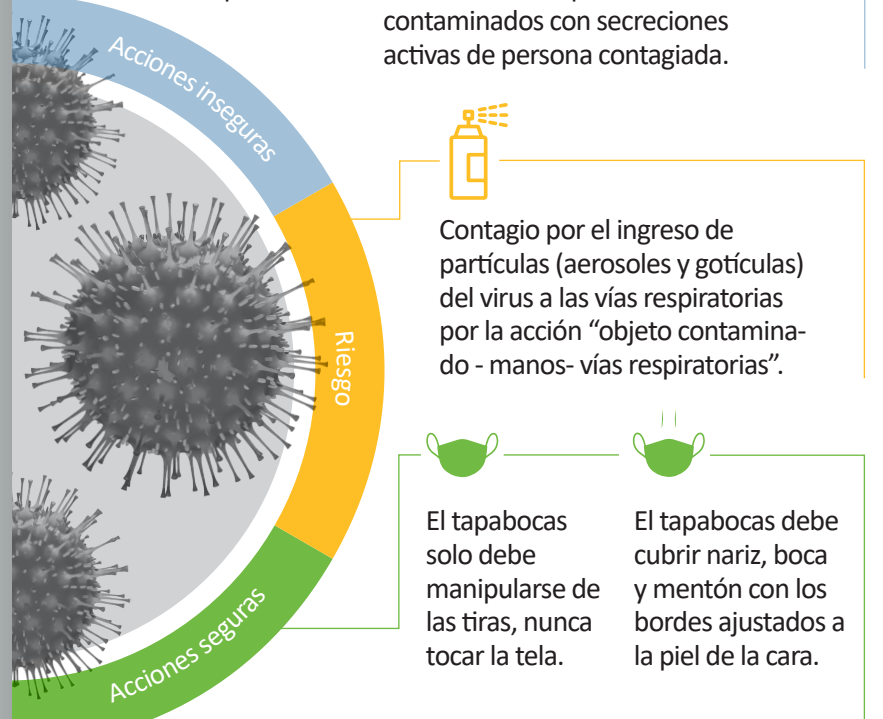 contaminados con secreciones
activas de persona contagiada.
Acciones inseguras
Contagio por el ingreso de
partículas (aerosoles y gotículas)
del virus a las vías respiratorias
por la acción “objeto contamina-
do - manos- vías respiratorias”.
Riesgo
El tapabocas
solo debe
manipularse de
las tiras, nunca
tocar la tela.
El tapabocas debe
cubrir nariz, boca
y mentón con los
bordes ajustados a
la piel de la cara.
Acciones seguras